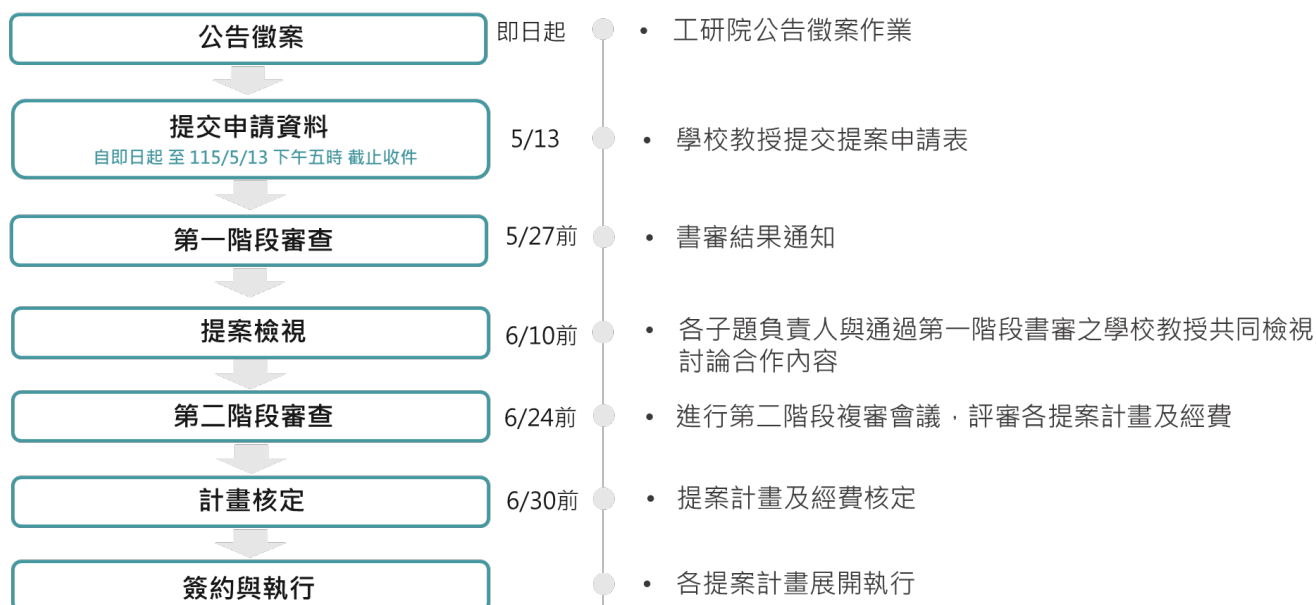 公告徵案
即日起
• 工研院公告徵案作業
提交申請資料
自即日起 至 115/5/13 下午五時 截止收件
5/13
• 學校教授提交提案申請表
第一階段審查
5/27前
• 書審結果通知
提案檢視
6/10前
• 各子題負責人與通過第一階段書審之學校教授共同檢視
討論合作內容
第二階段審查
6/24前
• 進行第二階段複審會議，評審各提案計畫及經費
計畫核定
6/30前
• 提案計畫及經費核定
簽約與執行
• 各提案計畫展開執行